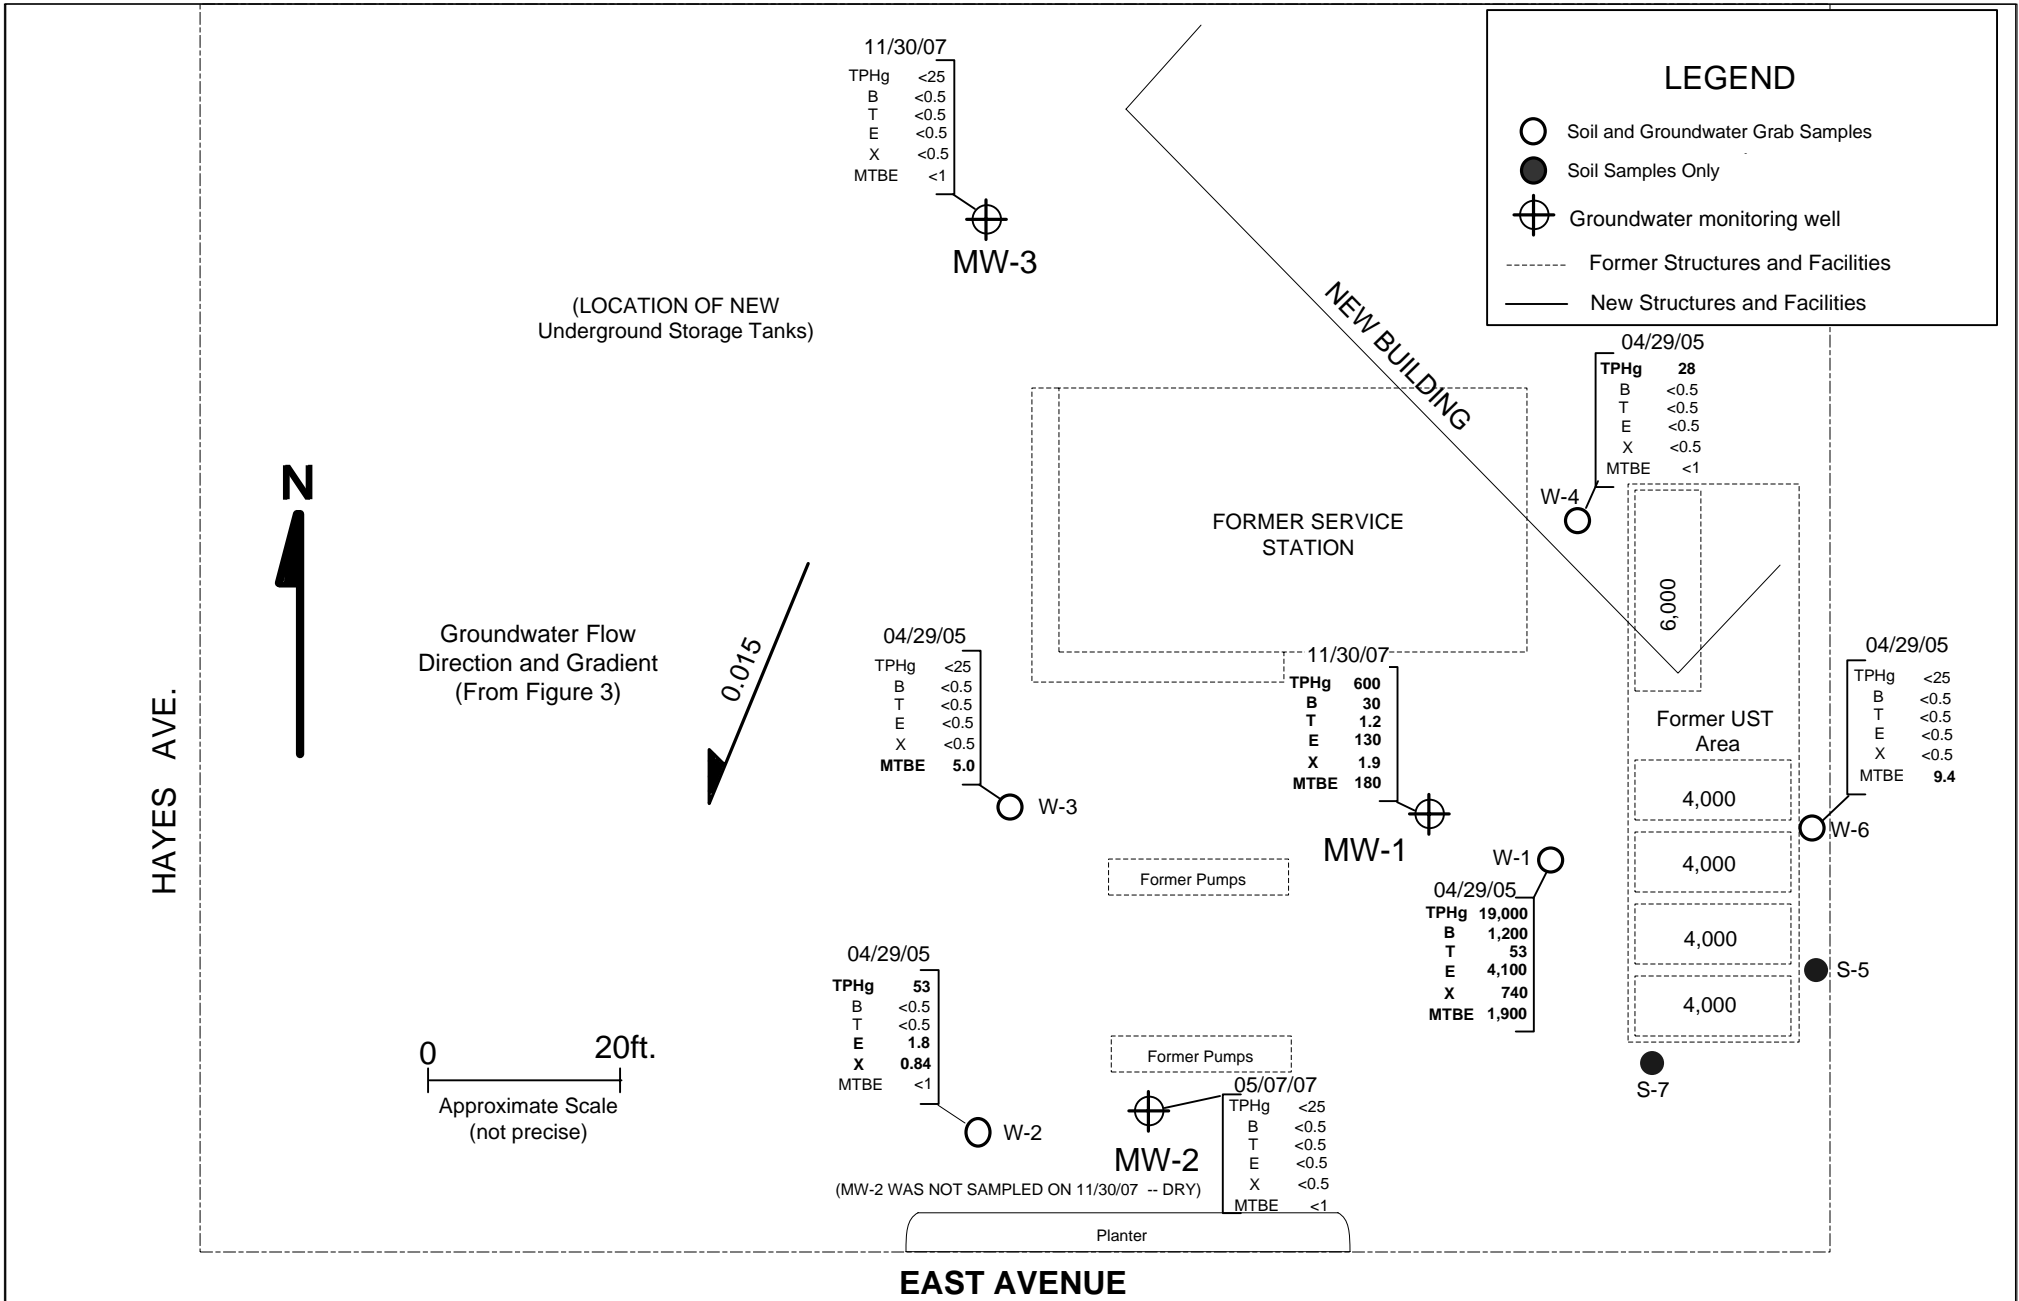 11/30/07
TPHg <25
B <0.5
T <0.5
E <0.5
X <0.5
MTBE <1
MW-3
LEGEND
Soil and Groundwater Grab Samples
Soil Samples Only
Groundwater monitoring well
Former Structures and Facilities
New Structures and Facilities
(LOCATION OF NEW
Underground Storage Tanks)
NEW BUILDING
04/29/05
TPHg 28
B <0.5
T <0.5
E <0.5
X <0.5
MTBE <1
W-4
N
FORMER SERVICE
STATION
6,000
Groundwater Flow
Direction and Gradient
(From Figure 3)
0.015
04/29/05
TPHg <25
B <0.5
T <0.5
E <0.5
X <0.5
MTBE 5.0
W-3
11/30/07
TPHg 600
B 30
T 1.2
E 130
X 1.9
MTBE 180
MW-1
Former UST
Area
4,000
4,000
4,000
4,000
04/29/05
TPHg <25
B <0.5
T <0.5
E <0.5
X <0.5
MTBE 9.4
W-6
HAYES AVE.
Former Pumps
W-1
04/29/05
TPHg 19,000
B 1,200
T 53
E 4,100
X 740
MTBE 1,900
S-5
S-7
04/29/05
TPHg 53
B <0.5
T <0.5
E 1.8
X 0.84
MTBE <1
W-2
0 20ft.
Approximate Scale
(not precise)
Former Pumps
05/07/07
TPHg <25
B <0.5
T <0.5
E <0.5
X <0.5
MTBE <1
MW-2
(MW-2 WAS NOT SAMPLED ON 11/30/07 -- DRY)
Planter
EAST AVENUE